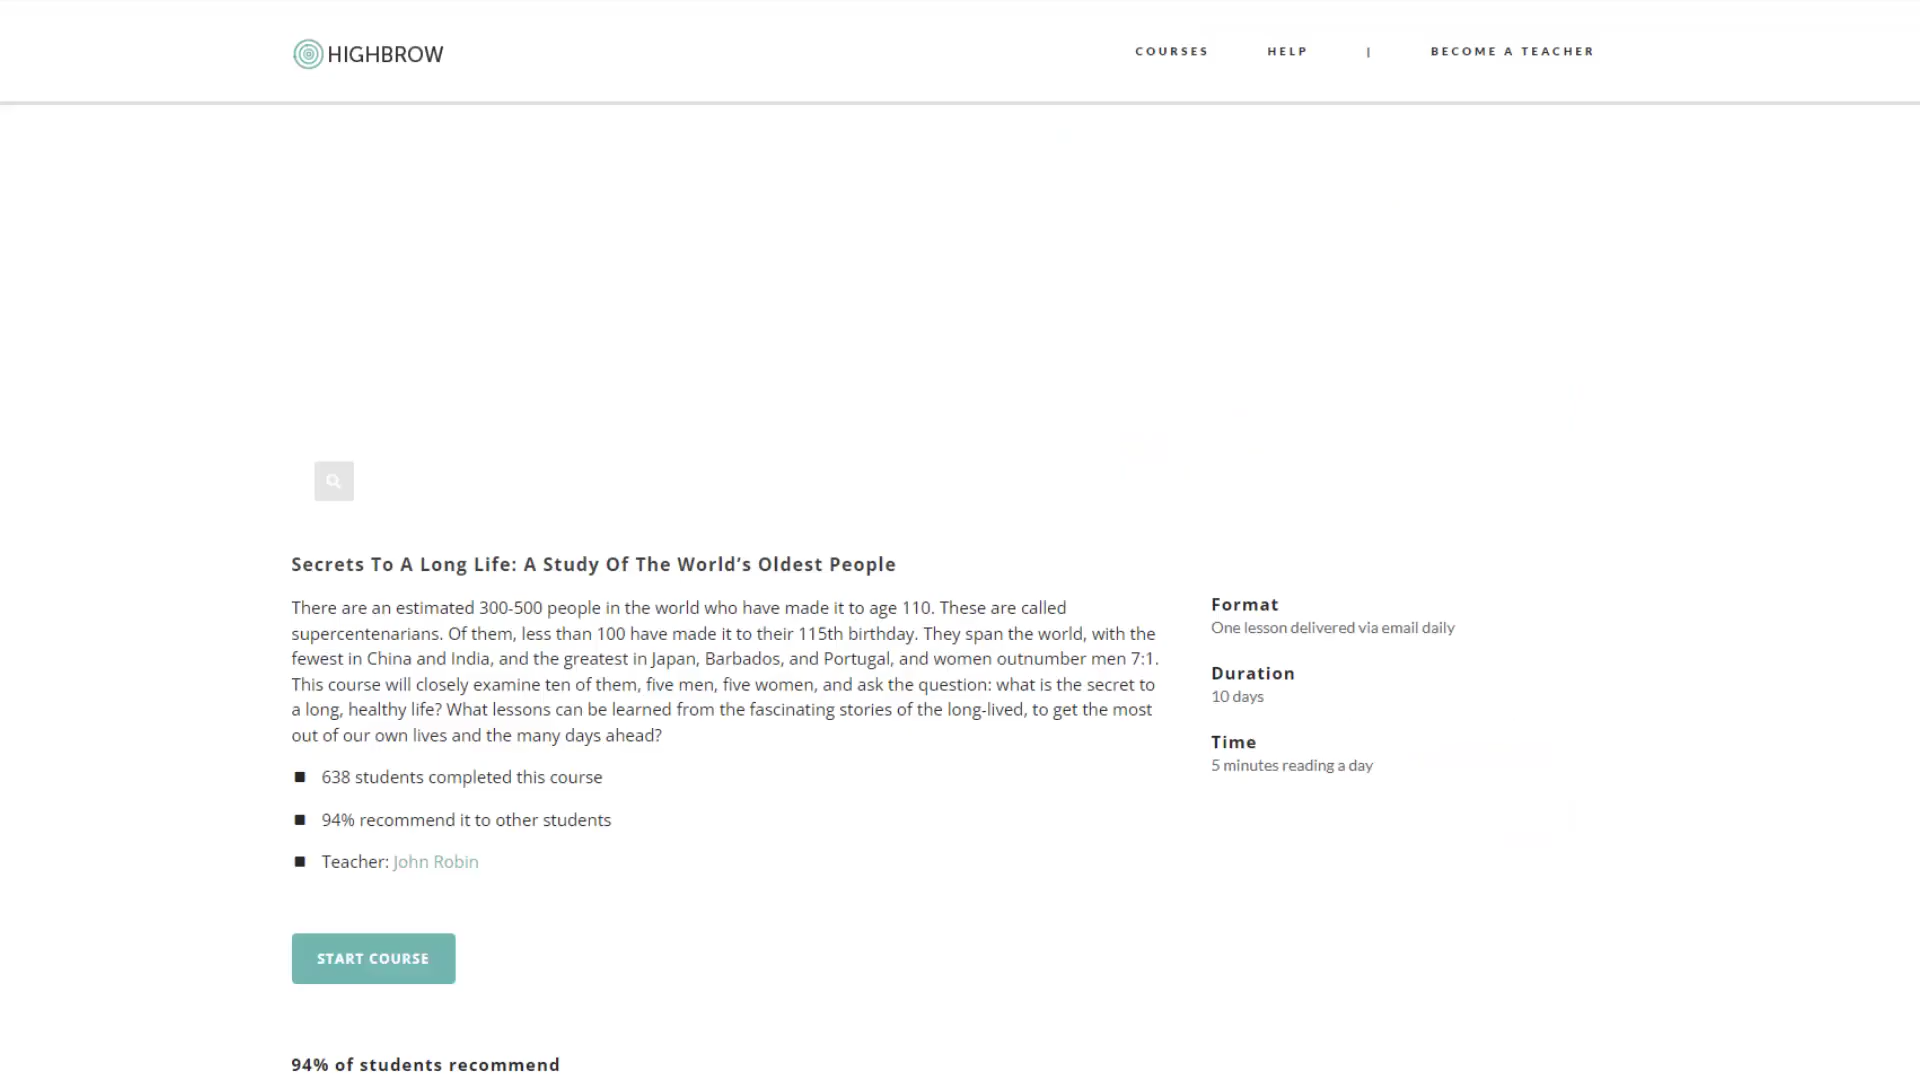 HIGHBROW
COURSES HELP | BECOME A TEACHER
Secrets To A Long Life: A Study Of The World’s Oldest People
There are an estimated 300-500 people in the world who have made it to age 110. These are called
supercentenarians. Of them, less than 100 have made it to their 115th birthday. They span the world, with the
fewest in China and India, and the greatest in Japan, Barbados, and Portugal, and women outnumber men 7:1.
This course will closely examine ten of them, five men, five women, and ask the question: what is the secret to
a long, healthy life? What lessons can be learned from the fascinating stories of the long-lived, to get the most
out of our own lives and the many days ahead?
638 students completed this course
94% recommend it to other students
Teacher: John Robin
START COURSE
94% of students recommend
Format
One lesson delivered via email daily
Duration
10 days
Time
5 minutes reading a day